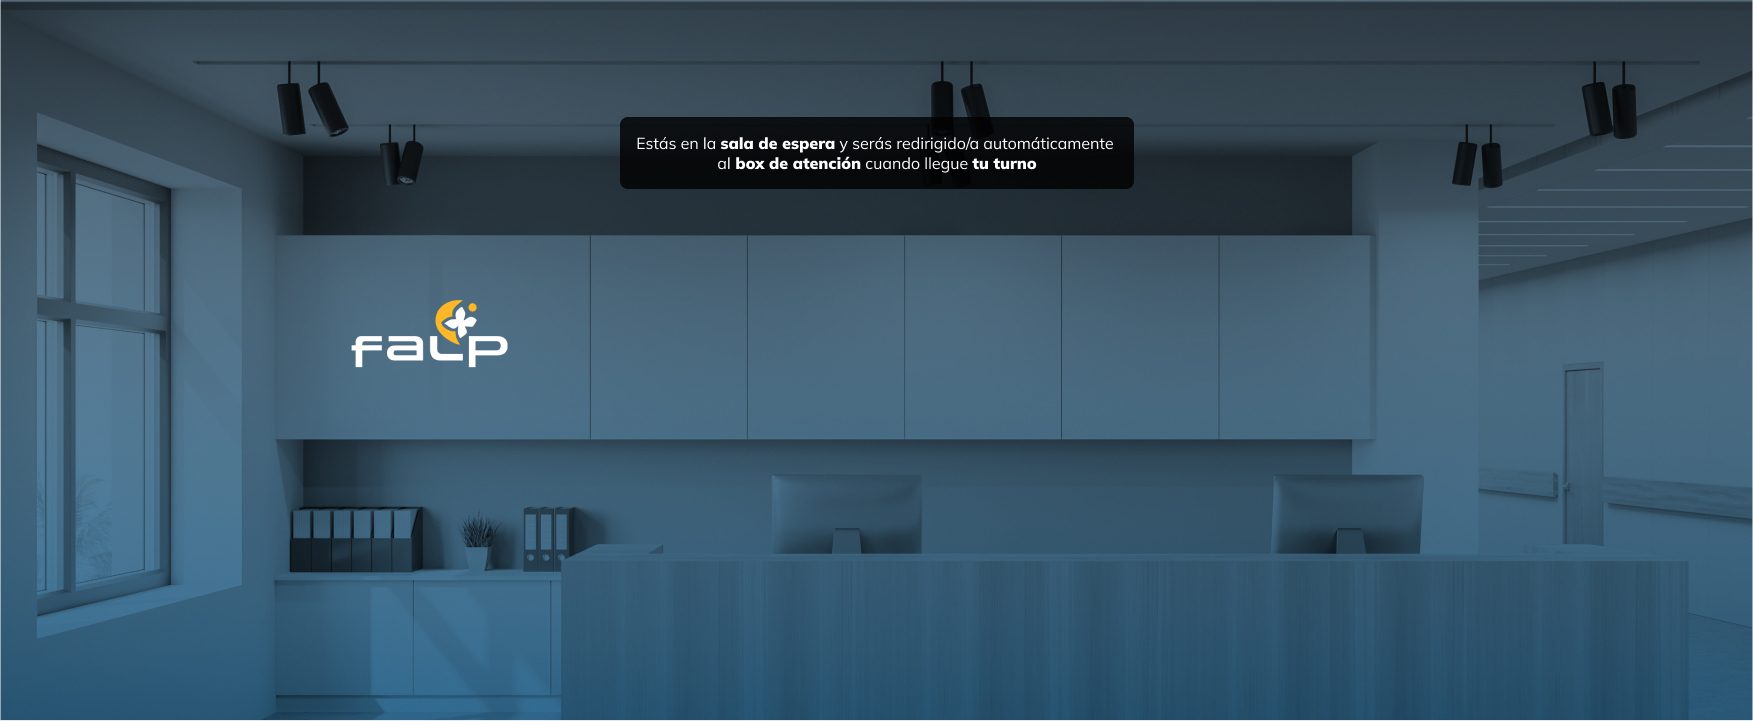 Estás en la sala de espera y serás redirigido/a automáticamente
al box de atención cuando llegue tu turno
falp